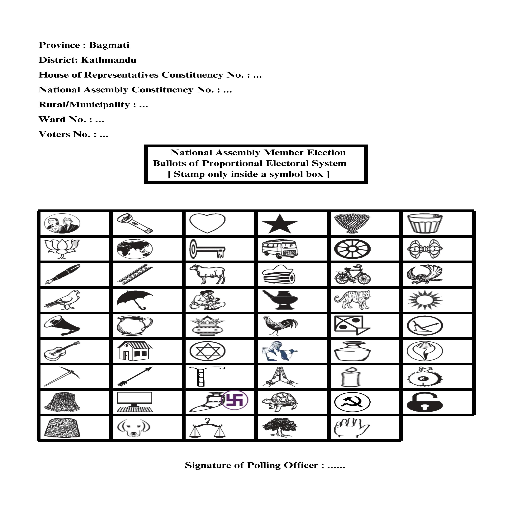 Province : Bagmati
District: Kathmandu
House of Representatives Constituency No. : ...
National Assembly Constituency No. : ...
Rural/Municipality : ...
Ward No. : ...
Voters No. : ...
National Assembly Member Election
Ballots of Proportional Electoral System
[ Stamp only inside a symbol box ]
Signature of Polling Officer : ......